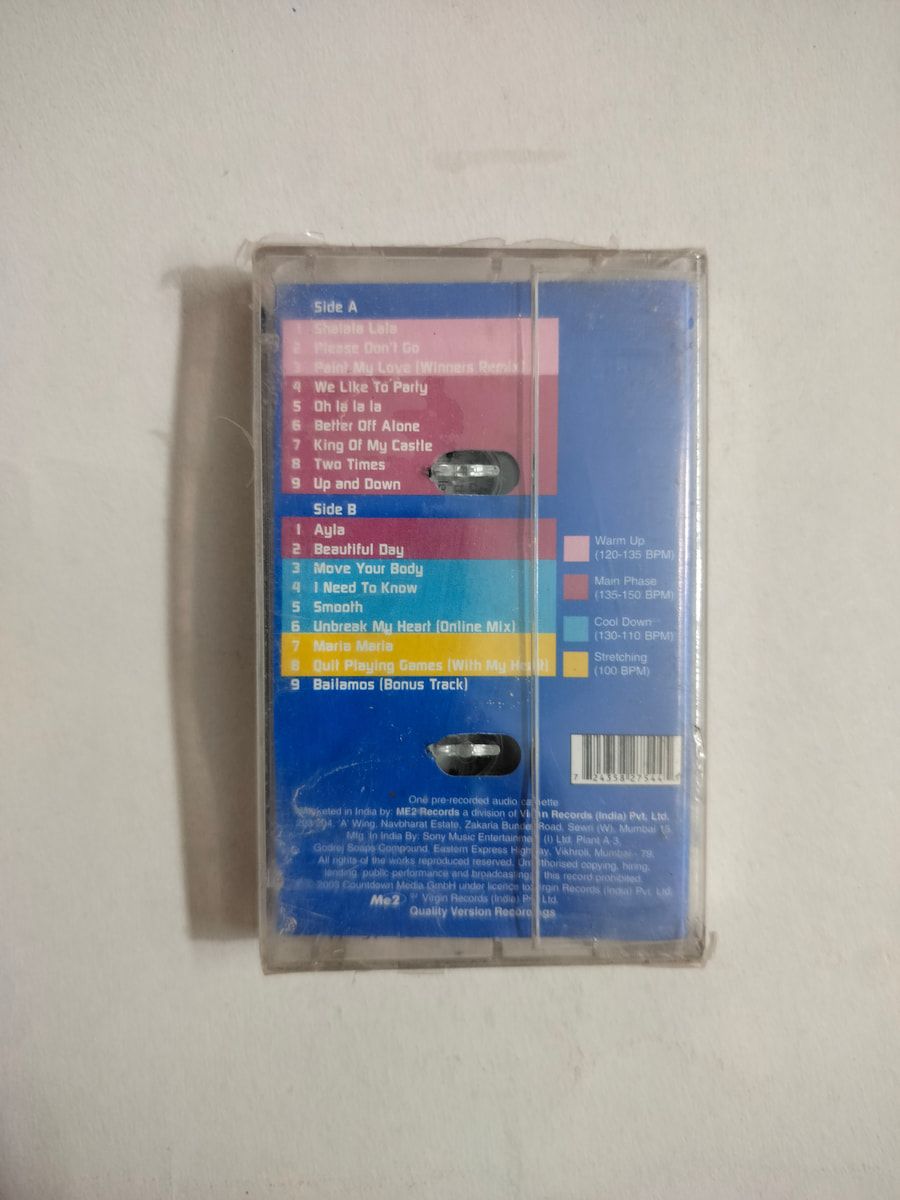 Side A
1 Shalala Lala
2 Please Don't Go
3 Paint My Love (Winners Remix)
4 We Like To Party
5 Oh la la la
6 Better Off Alone
7 King Of My Castle
8 Two Times
9 Up and Down
Side B
1 Ayla
2 Beautiful Day
3 Move Your Body
4 I Need To Know
5 Smooth
6 Unbreak My Heart (Online Mix)
7 Maria Maria
8 Quit Playing Games (With My Heart)
9 Bailamos (Bonus Track)
Warm Up
(120-135 BPM)
Main Phase
(135-150 BPM)
Cool Down
(130-110 BPM)
Stretching
(100 BPM)
7 24358 27544
One pre-recorded audio cassette
Marketed in India by: ME2 Records a division of Virgin Records (India) Pvt. Ltd.
'A' Wing, Navbharat Estate, Zakaria Bunder Road, Sewri (W), Mumbai 15.
Mfg. In India By: Sony Music Entertainment (I) Ltd. Plant A-3,
Godrej Soaps Compound, Eastern Express Highway, Vikhroli, Mumbai - 79.
All rights of the works reproduced reserved. Unauthorised copying, hiring,
lending, public performance and broadcasting of this record prohibited.
Countdown Media GmbH under licence to Virgin Records (India) Pvt. Ltd.
Me2 Virgin Records (India) Pvt. Ltd.
Quality Version Recordings